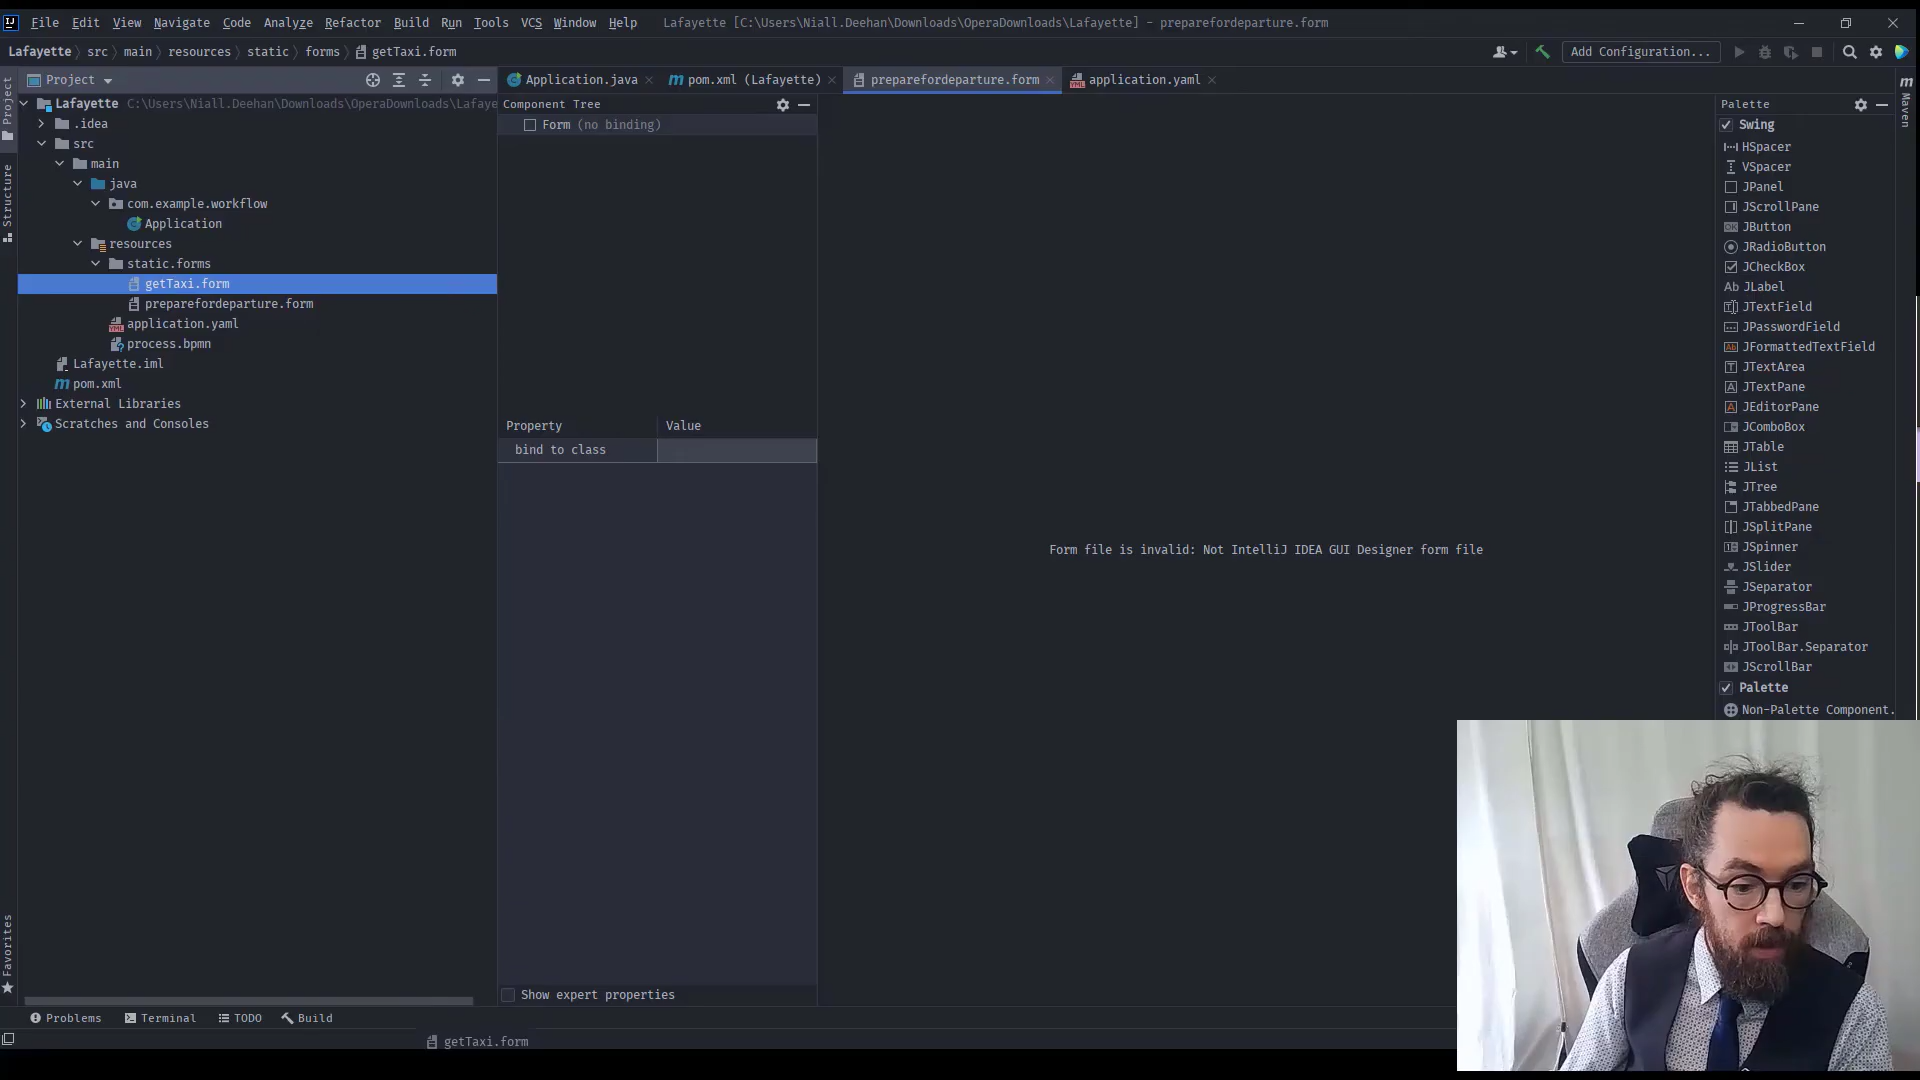 File Edit View Navigate Code Analyze Refactor Build Run Tools VCS Window Help Lafayette [C:\Users\Niall.Deehan\Downloads\OperaDownloads\Lafayette] - preparefordeparture.form
Lafayette src main resources static forms getTaxi.form Add Configuration...
Project
Application.java pom.xml (Lafayette) preparefordeparture.form application.yaml
Lafayette C:\Users\Niall.Deehan\Downloads\OperaDownloads\Lafaye
.idea
src
main
java
com.example.workflow
Application
resources
static.forms
getTaxi.form
preparefordeparture.form
application.yaml
process.bpmn
Lafayette.iml
pom.xml
External Libraries
Scratches and Consoles
Component Tree
Form (no binding)
Property Value
bind to class
Show expert properties
Form file is invalid: Not IntelliJ IDEA GUI Designer form file
Palette
Swing
HSpacer
VSpacer
JPanel
JScrollPane
JButton
JRadioButton
JCheckBox
JLabel
JTextField
JPasswordField
JFormattedTextField
JTextArea
JTextPane
JEditorPane
JComboBox
JTable
JList
JTree
JTabbedPane
JSplitPane
JSpinner
JSlider
JSeparator
JProgressBar
JToolBar
JToolBar.Separator
JScrollBar
Palette
Non-Palette Component.
Project
Structure
Favorites
Maven
Problems Terminal TODO Build
getTaxi.form